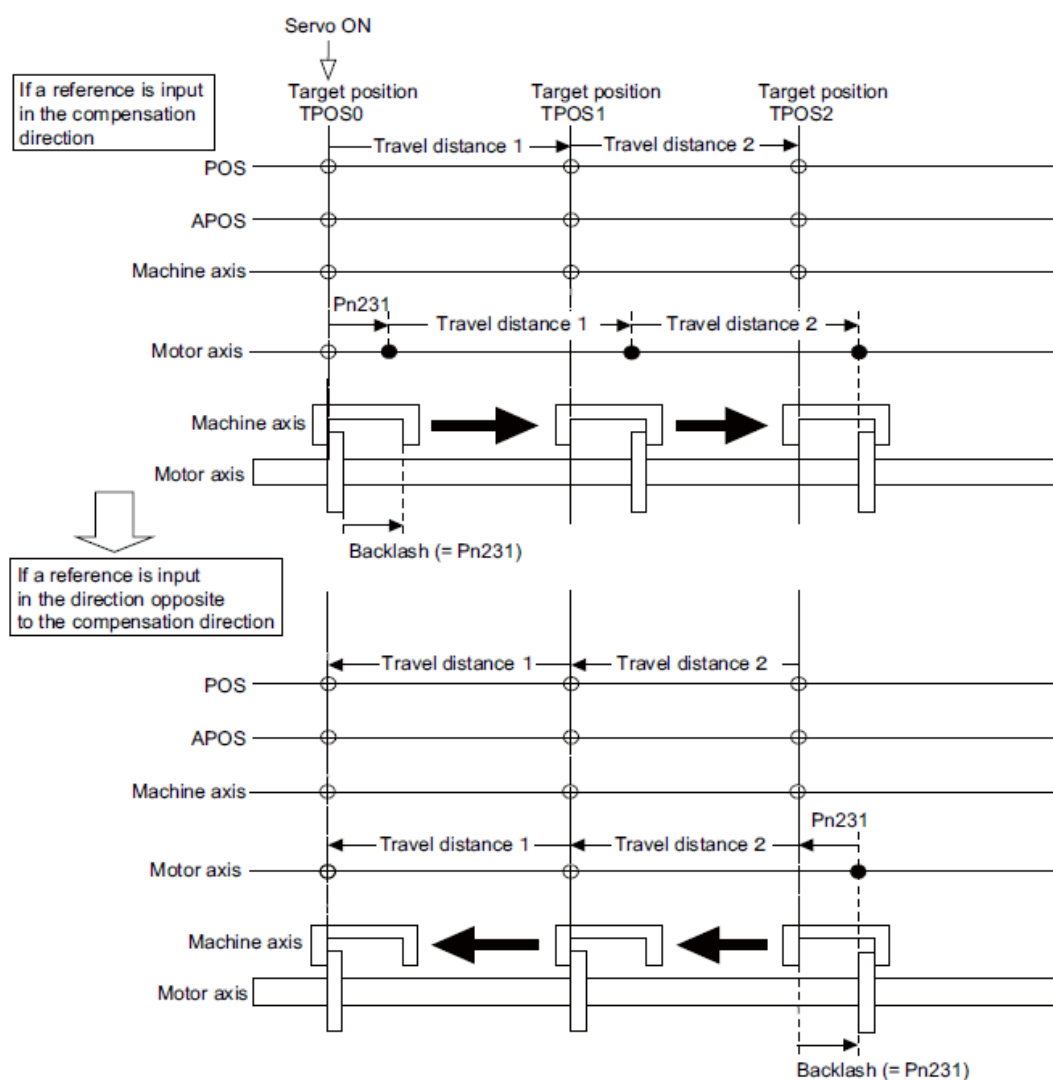 Servo ON
If a reference is input
in the compensation
direction
Target position
TPOS0
Target position
TPOS1
Target position
TPOS2
Travel distance 1
Travel distance 2
POS
APOS
Machine axis
Pn231
Travel distance 1
Travel distance 2
Motor axis
Machine axis
Motor axis
Backlash (= Pn231)
If a reference is input
in the direction opposite
to the compensation direction
Travel distance 1
Travel distance 2
POS
APOS
Machine axis
Pn231
Travel distance 1
Travel distance 2
Motor axis
Machine axis
Motor axis
Backlash (= Pn231)